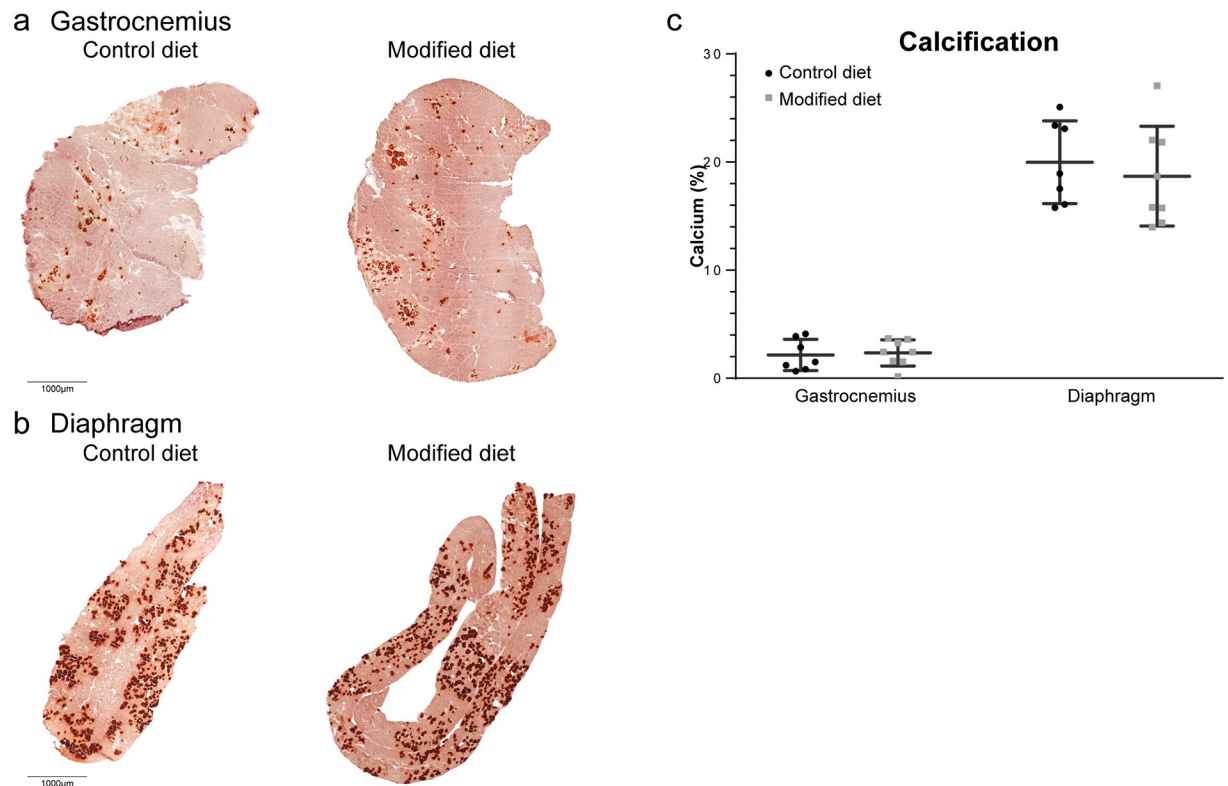 a Gastrocnemius
Control diet
Modified diet
1000µm
b Diaphragm
Control diet
Modified diet
1000µm
c
Calcification
Control diet
Modified diet
Calcium (%)
30
20
10
0
Gastrocnemius
Diaphragm